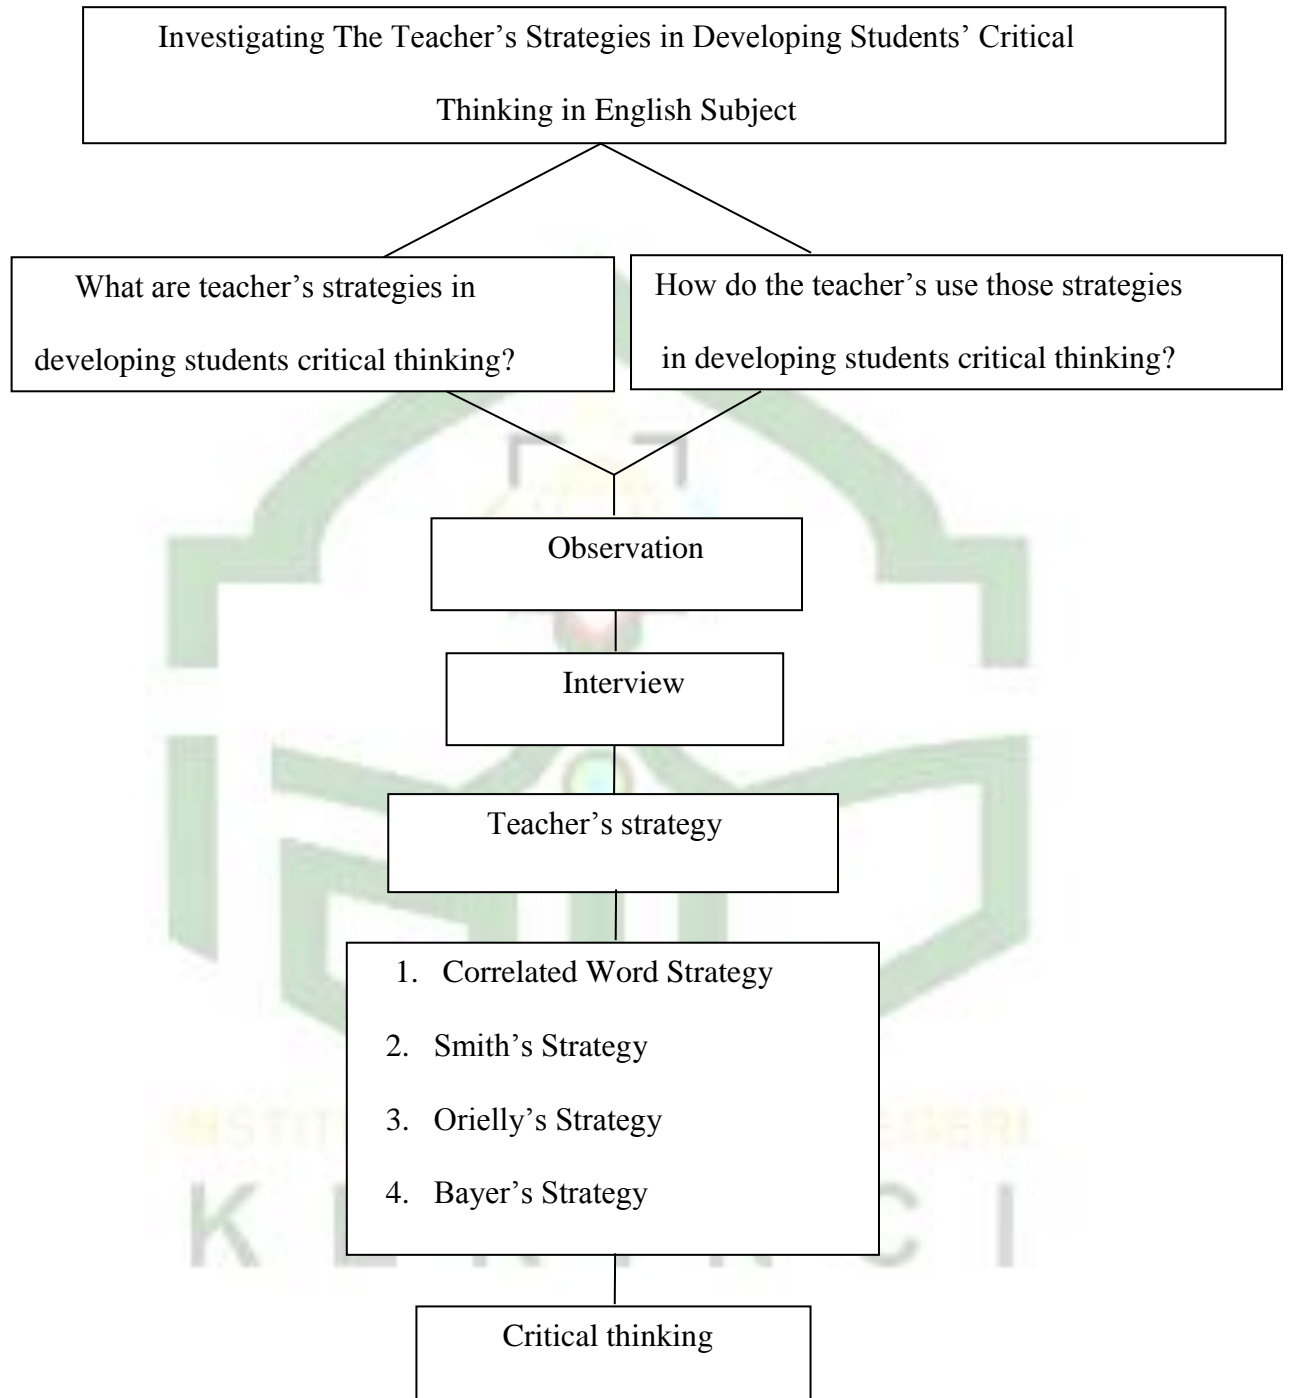 Investigating The Teacher’s Strategies in Developing Students’ Critical
Thinking in English Subject
What are teacher’s strategies in
developing students critical thinking?
How do the teacher’s use those strategies
in developing students critical thinking?
Observation
Interview
Teacher’s strategy
1. Correlated Word Strategy
2. Smith’s Strategy
3. Orielly’s Strategy
4. Bayer’s Strategy
Critical thinking